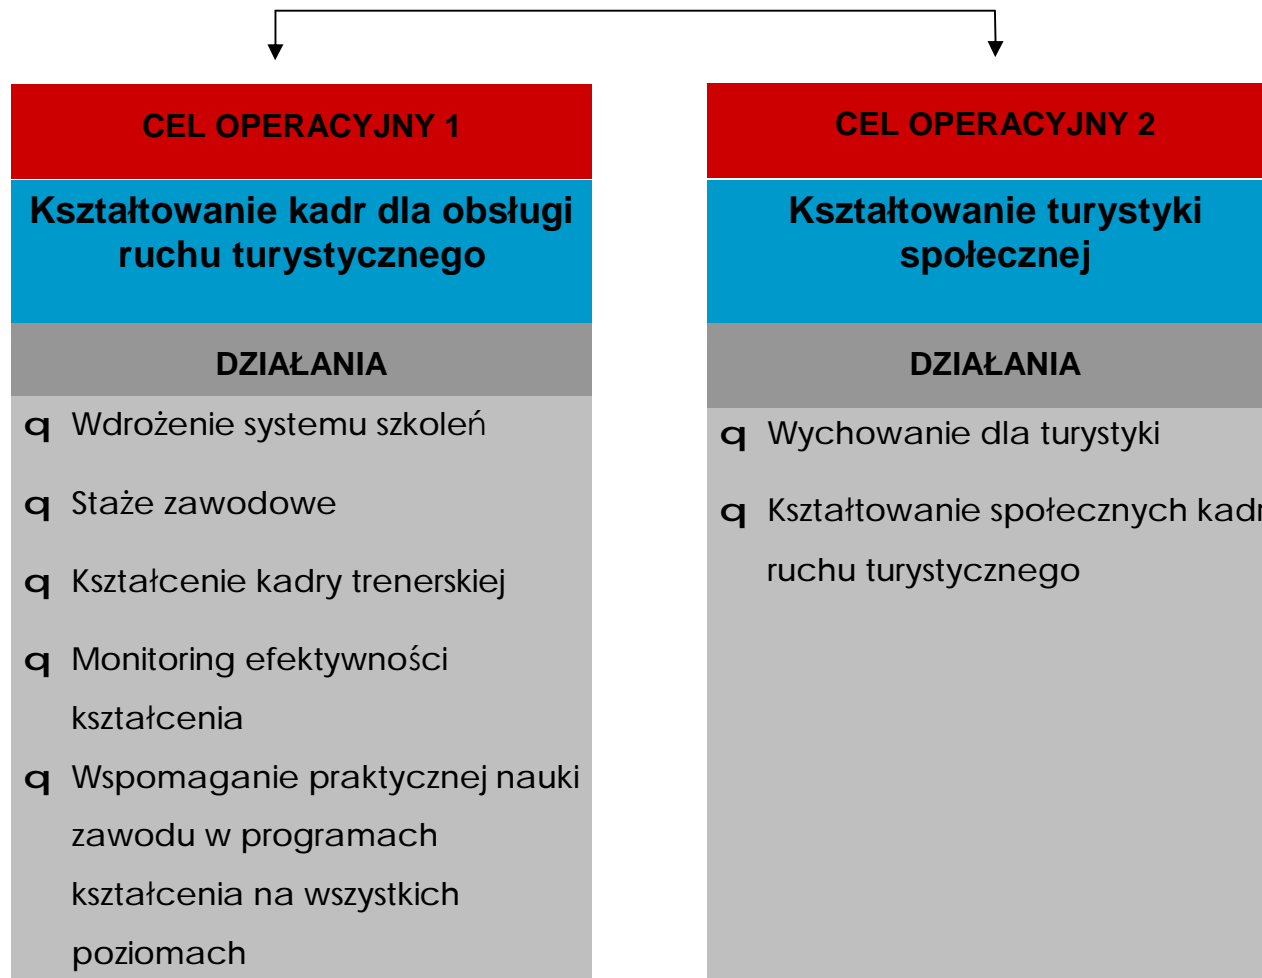 CEL OPERACYJNY 1
Kształtowanie kadr dla obsługi
ruchu turystycznego
DZIAŁANIA
q Wdrożenie systemu szkoleń
q Staże zawodowe
q Kształcenie kadry trenerskiej
q Monitoring efektywności
kształcenia
q Wspomaganie praktycznej nauki
zawodu w programach
kształcenia na wszystkich
poziomach
CEL OPERACYJNY 2
Kształtowanie turystyki
społecznej
DZIAŁANIA
q Wychowanie dla turystyki
q Kształtowanie społecznych kadr
ruchu turystycznego